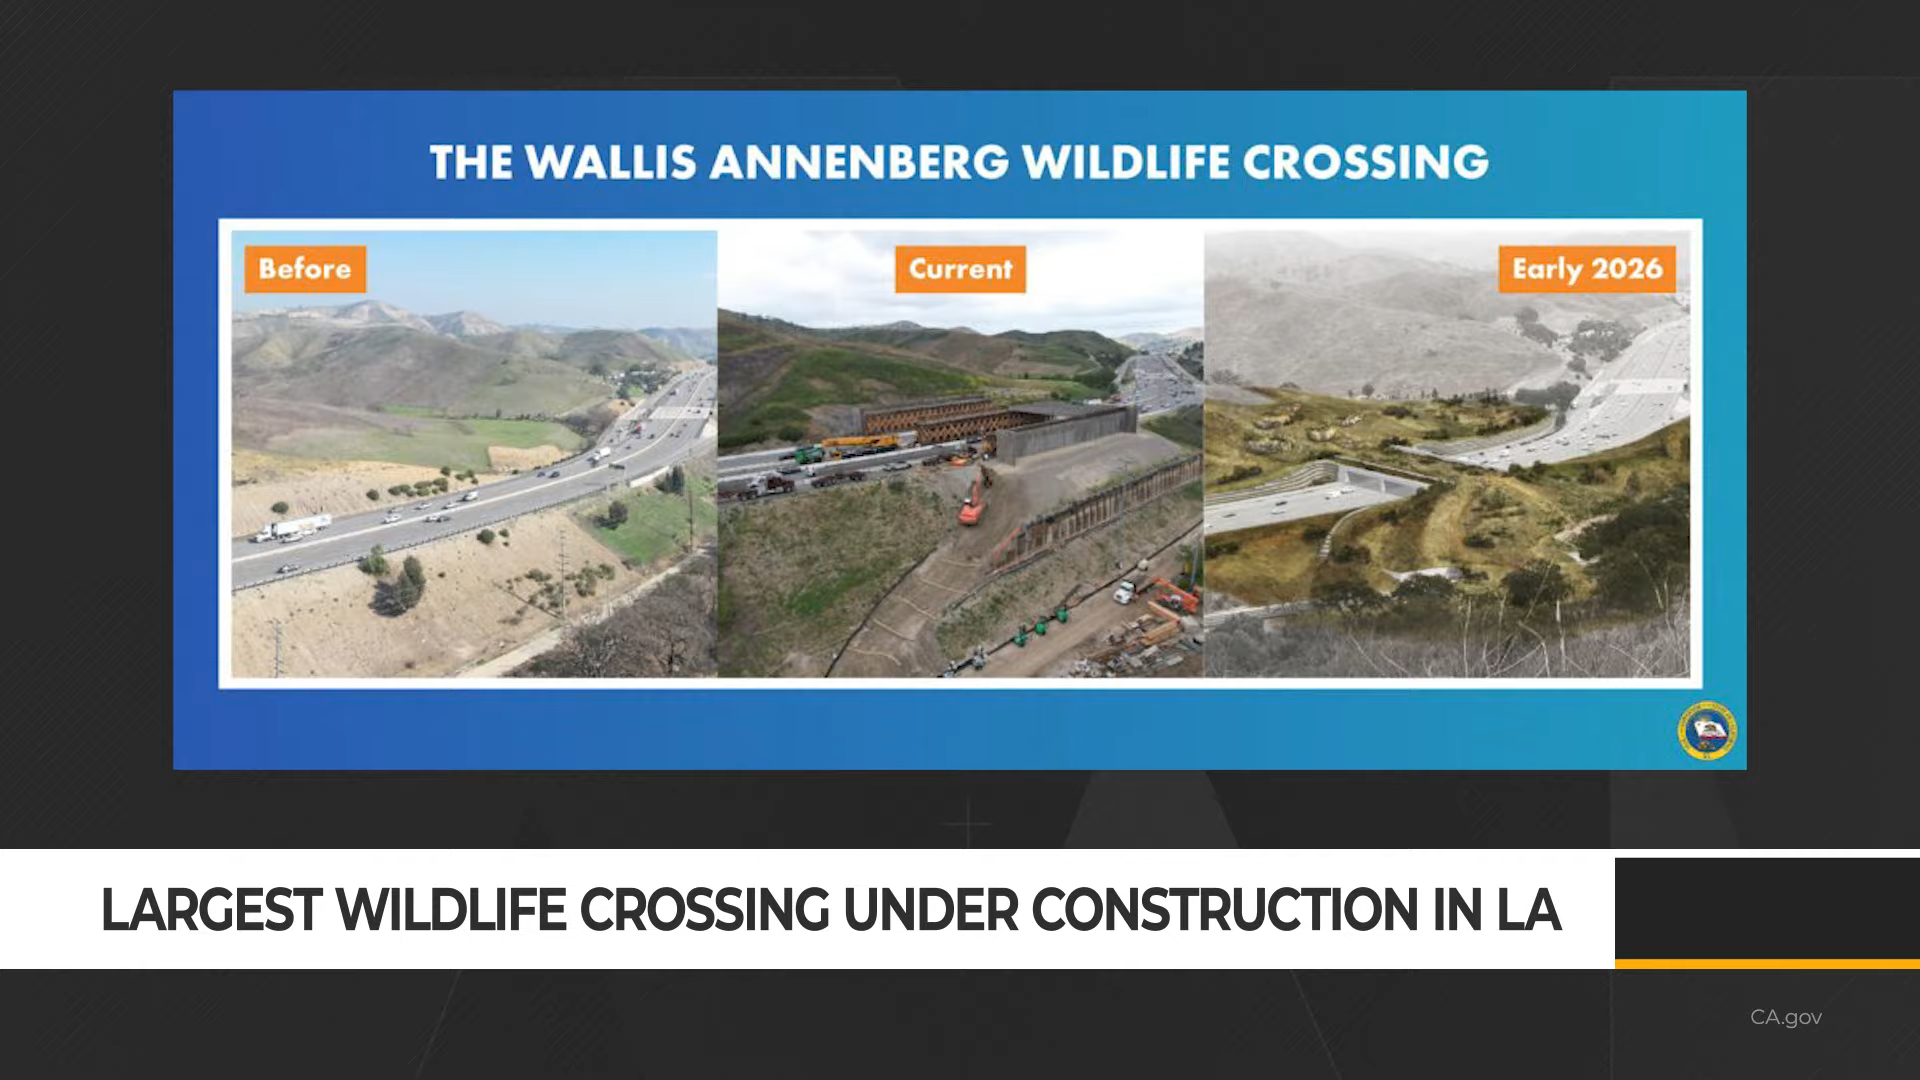 THE WALLIS ANNENBERG WILDLIFE CROSSING
Before
Current
Early 2026
LARGEST WILDLIFE CROSSING UNDER CONSTRUCTION IN LA
CA.gov